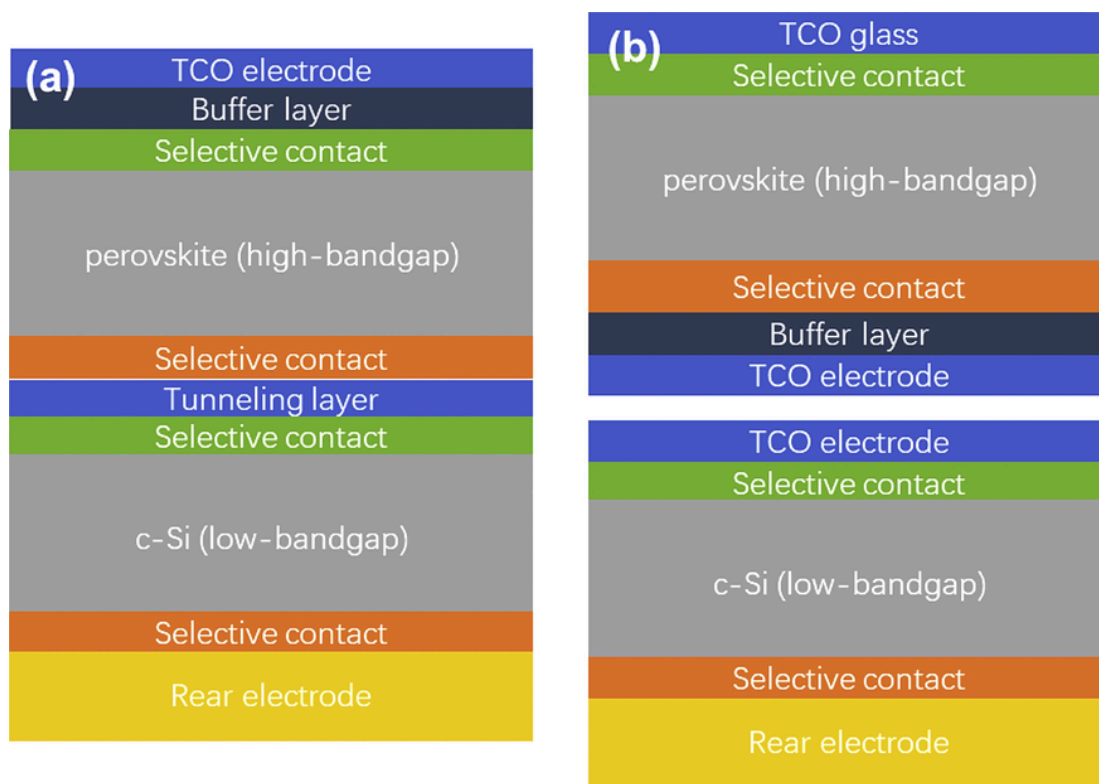 (a)
TCO electrode
Buffer layer
Selective contact
perovskite (high-bandgap)
Selective contact
Tunneling layer
Selective contact
c-Si (low-bandgap)
Selective contact
Rear electrode
(b)
TCO glass
Selective contact
perovskite (high-bandgap)
Selective contact
Buffer layer
TCO electrode
TCO electrode
Selective contact
c-Si (low-bandgap)
Selective contact
Rear electrode